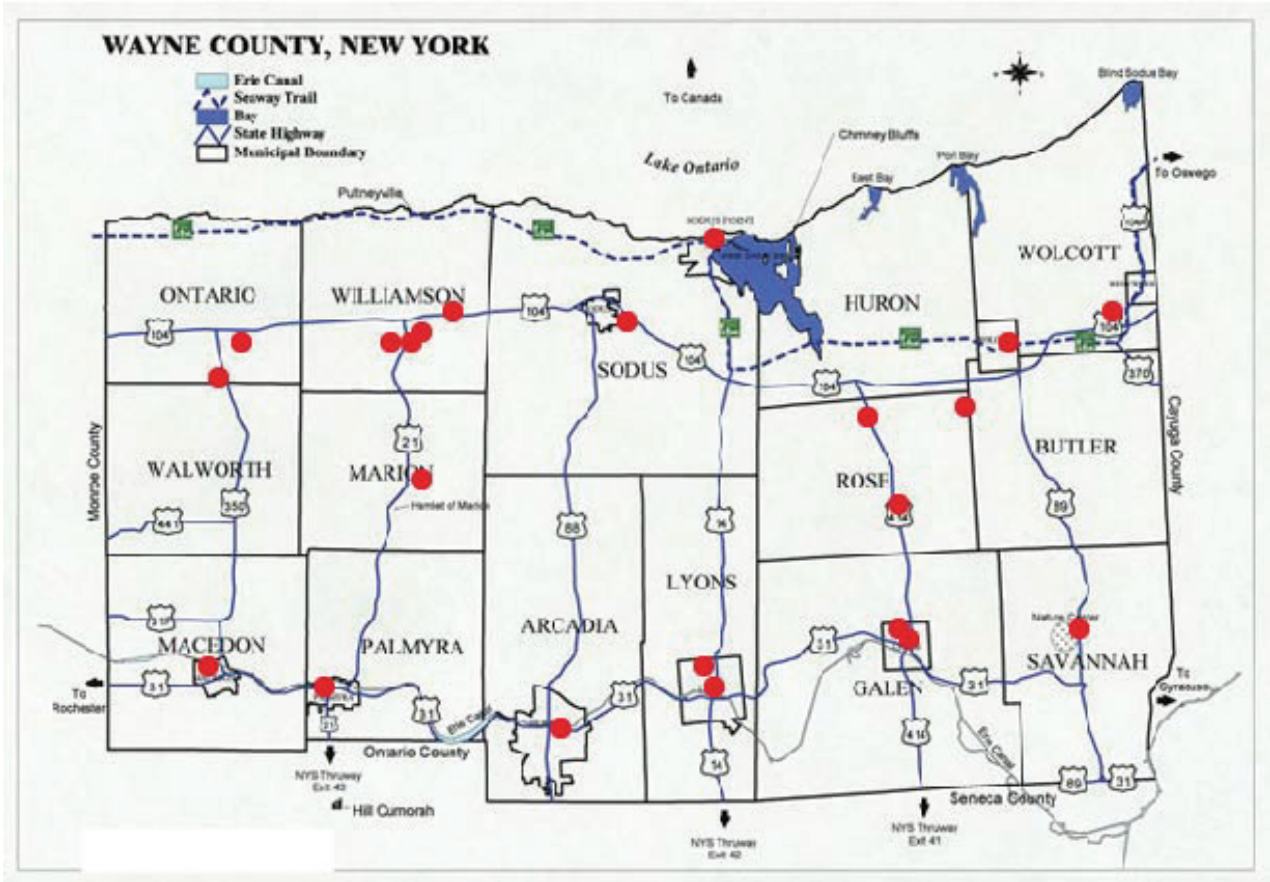 WAYNE COUNTY, NEW YORK
Erie Canal
Seaway Trail
Bay
State Highway
Municipal Boundary
To Canada
Blind Sodus Bay
Chimney Bluffs
Lake Ontario
Port Bay
East Bay
To Oswego
Putneyville
WOLCOTT
ONTARIO
WILLIAMSON
HURON
104
104
104
104
104
SODUS
370
21
BUTLER
WALWORTH
MARION
ROSE
Monroe County
Cayuga County
350
Hamlet of Marion
441
88
14
89
414
LYONS
Nature Center
ARCADIA
MACEDON
PALMYRA
31
SAVANNAH
GALEN
31
31
31
31
To
Rochester
To
Syracuse
21
Erie Canal
Ontario County
414
Erie Canal
14
NYS Thruway
Exit 43
Hill Cumorah
89
31
Seneca County
NYS Thruway
Exit 42
NYS Thruway
Exit 41